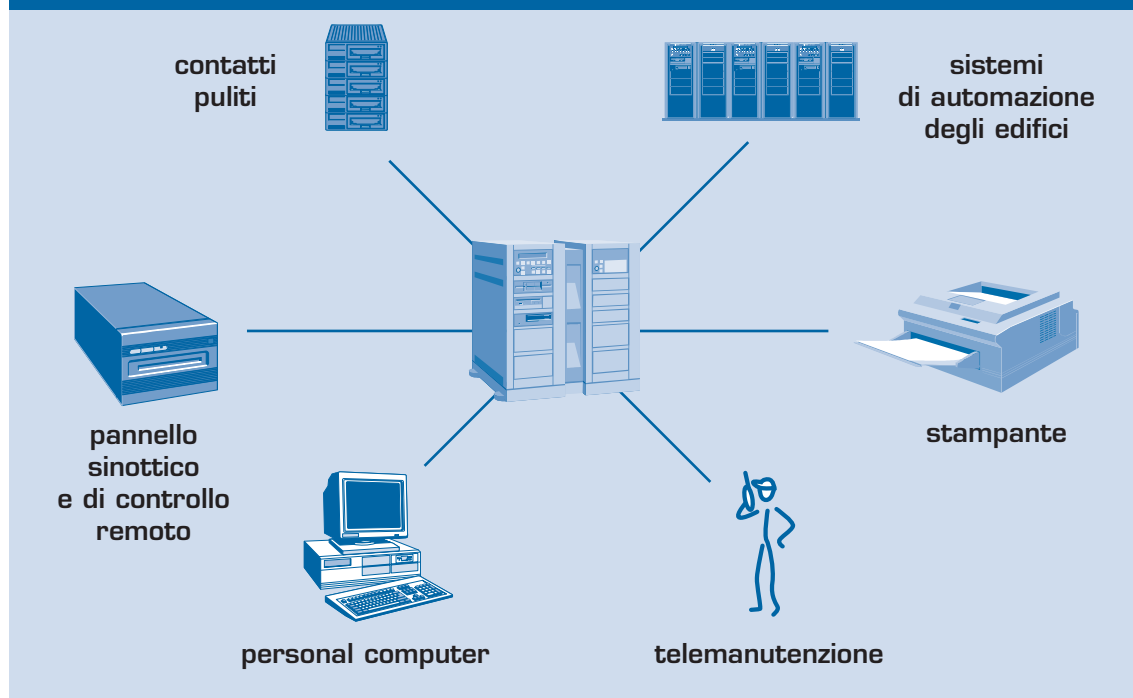 contatti
puliti
sistemi
di automazione
degli edifici
pannello
sinottico
e di controllo
remoto
stampante
personal computer
telemanutenzione